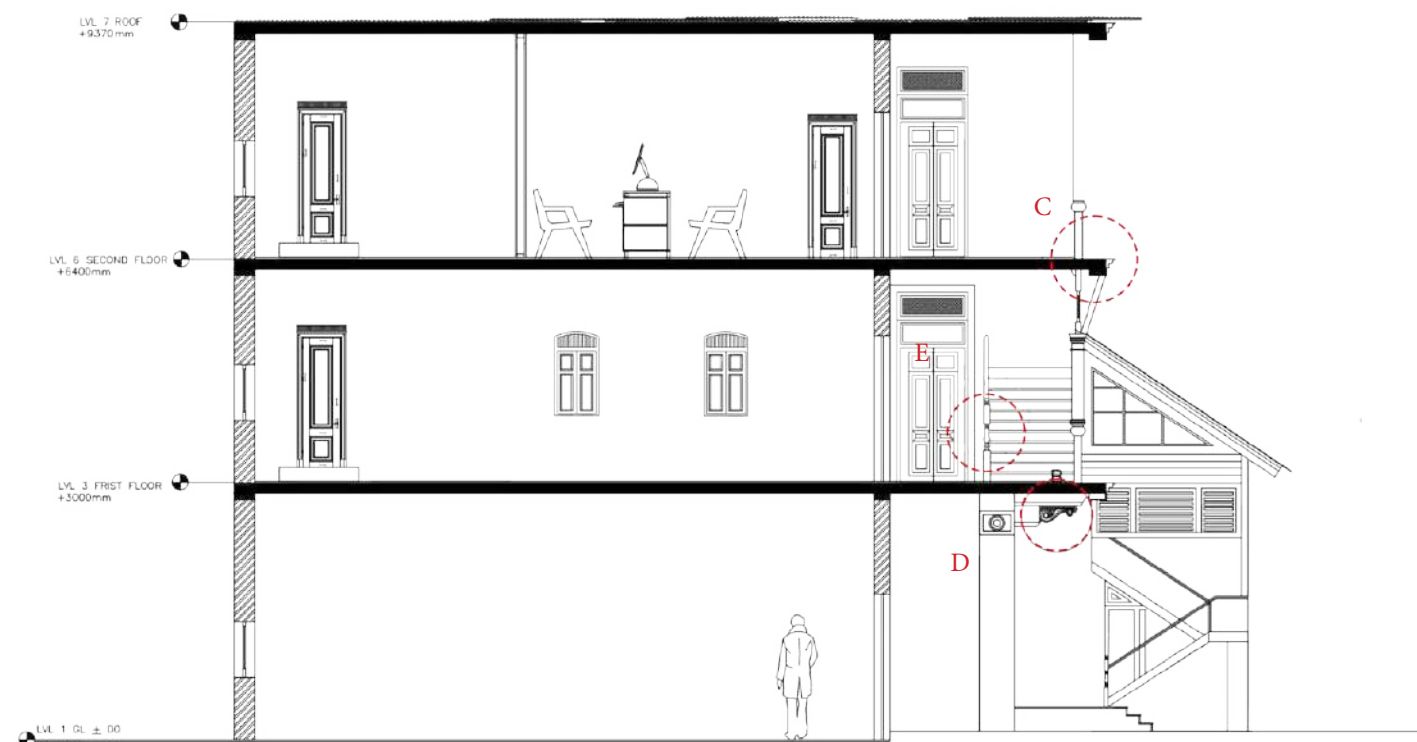 LVL 7 ROOF
+9370mm
C
LVL 6 SECOND FLOOR
+6400mm
E
LVL 3 FRIST FLOOR
+3000mm
D
LVL 1 GL ± 00